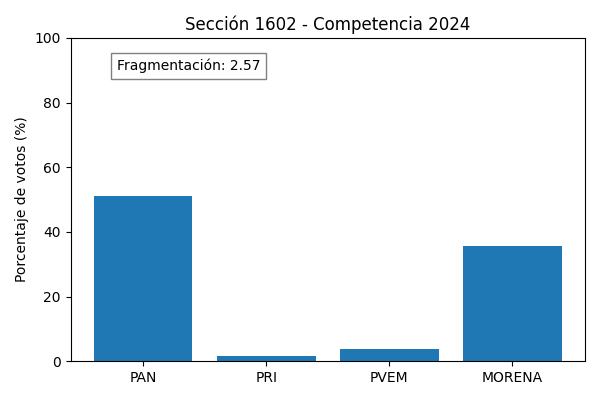 Sección 1602 - Competencia 2024
Fragmentación: 2.57
Porcentaje de votos (%)
100
80
60
40
20
0
PAN PRI PVEM MORENA